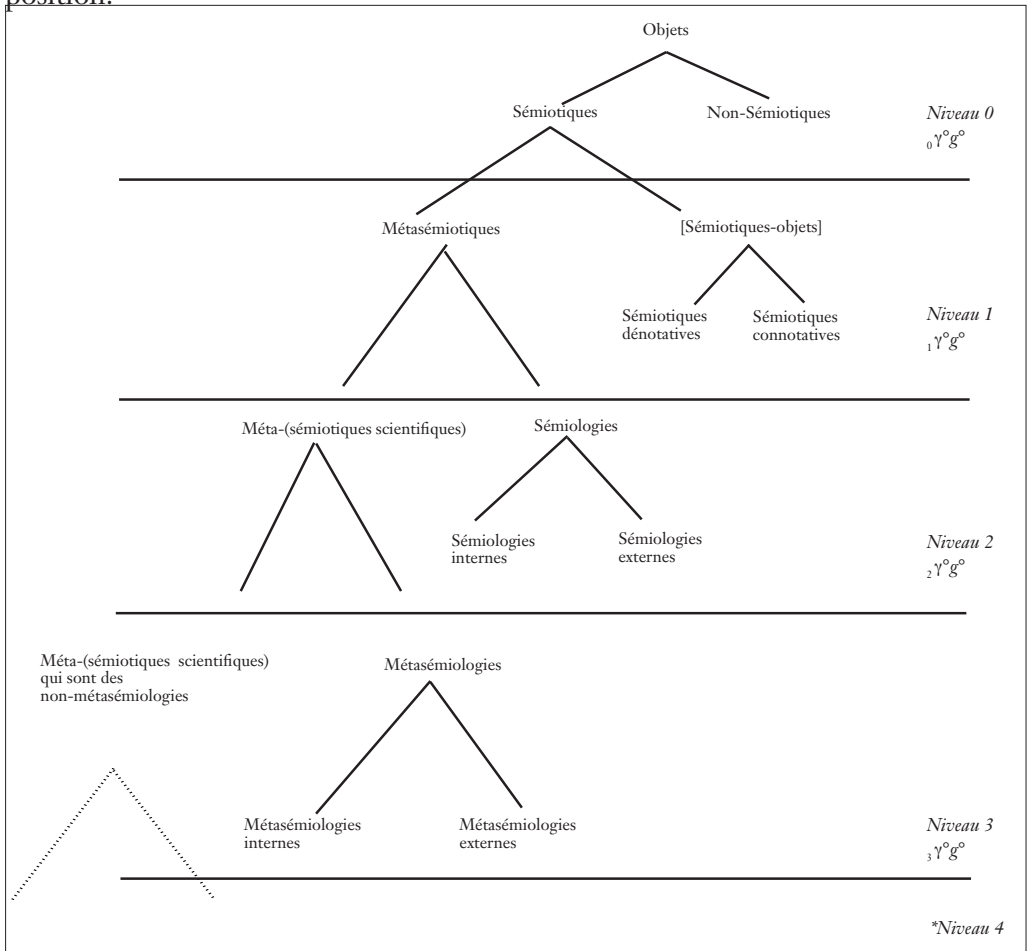 position.
Objets
Sémiotiques
Non-Sémiotiques
Niveau 0
₀γ°g°
Métasémiotiques
[Sémiotiques-objets]
Sémiotiques
dénotatives
Sémiotiques
connotatives
Niveau 1
₁γ°g°
Méta-(sémiotiques scientifiques)
Sémiologies
Sémiologies
internes
Sémiologies
externes
Niveau 2
₂γ°g°
Méta-(sémiotiques scientifiques)
qui sont des
non-métasémiologies
Métasémiologies
Métasémiologies
internes
Métasémiologies
externes
Niveau 3
₃γ°g°
*Niveau 4